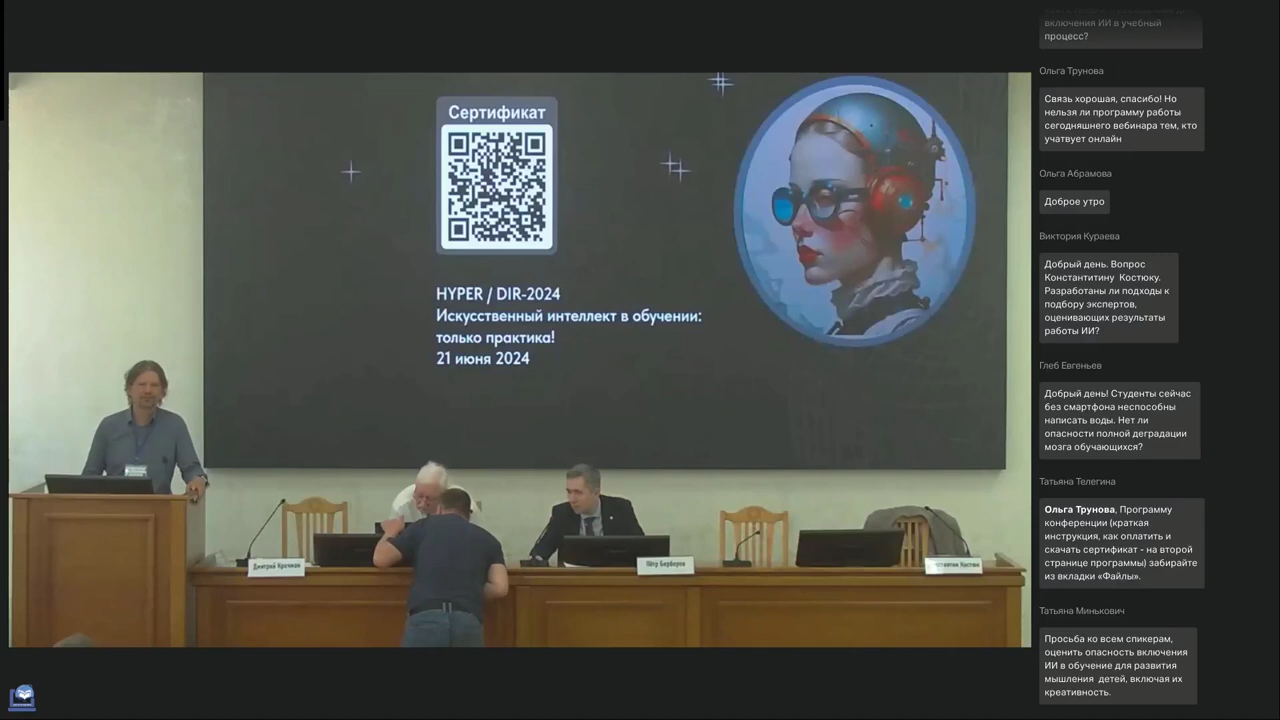 Сертификат
HYPER / DIR-2024
Искусственный интеллект в обучении:
только практика!
21 июня 2024
Дмитрий Крачман
Пётр Берберов
Костюк
включения ИИ в учебный
процесс?
Ольга Трунова
Связь хорошая, спасибо! Но
нельзя ли программу работы
сегодняшнего вебинара тем, кто
учатвует онлайн
Ольга Абрамова
Доброе утро
Виктория Кураева
Добрый день. Вопрос
Константитину Костюку.
Разработаны ли подходы к
подбору экспертов,
оценивающих результаты
работы ИИ?
Глеб Евгеньев
Добрый день! Студенты сейчас
без смартфона неспособны
написать воды. Нет ли
опасности полной деградации
мозга обучающихся?
Татьяна Телегина
Ольга Трунова, Программу
конференции (краткая
инструкция, как оплатить и
скачать сертификат - на второй
странице программы) забирайте
из вкладки «Файлы».
Татьяна Минькович
Просьба ко всем спикерам,
оценить опасность включения
ИИ в обучение для развития
мышления детей, включая их
креативность.